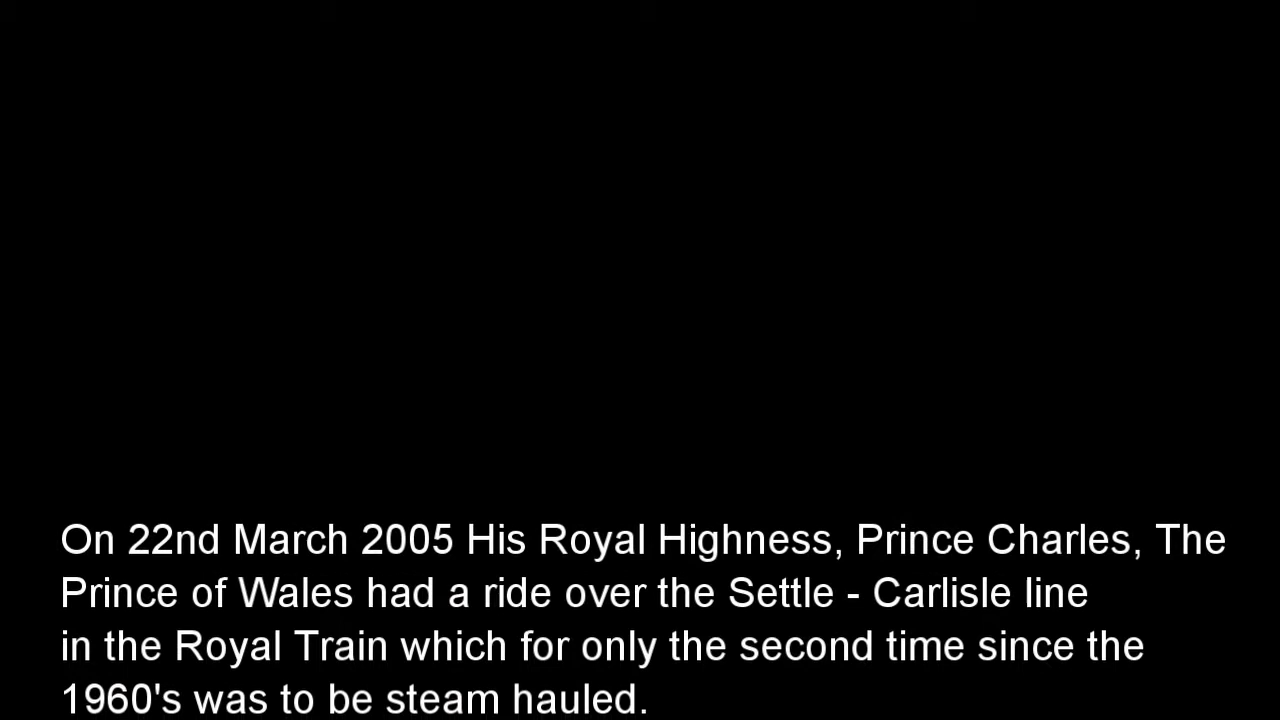 On 22nd March 2005 His Royal Highness, Prince Charles, The
Prince of Wales had a ride over the Settle - Carlisle line
in the Royal Train which for only the second time since the
1960's was to be steam hauled.